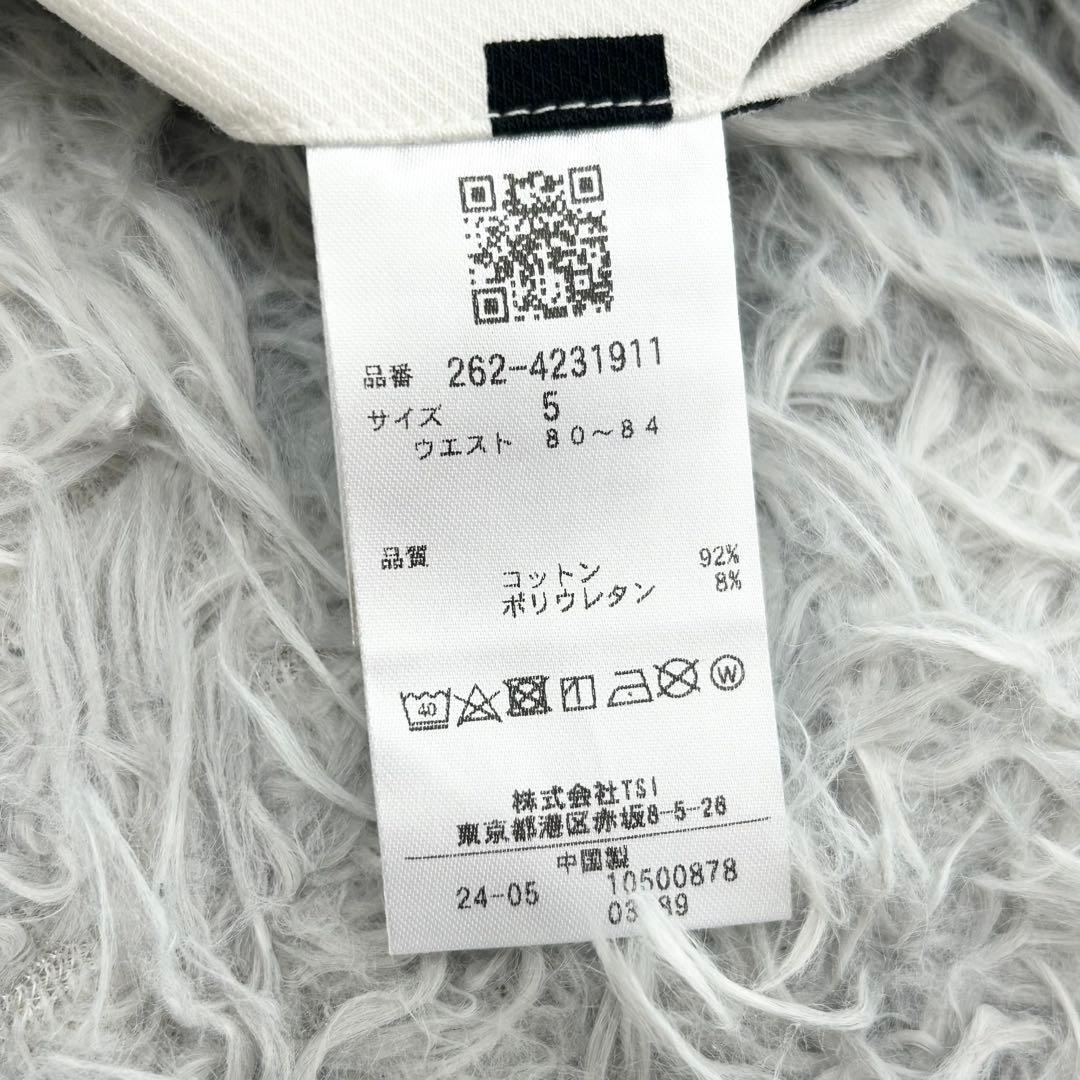 品番 262-4231911
サイズ 5
ウエスト 80～84
品質
コットン 92%
ポリウレタン 8%
40 W
株式会社TSI
東京都港区赤坂8-5-28
中国製
24-05 10500878